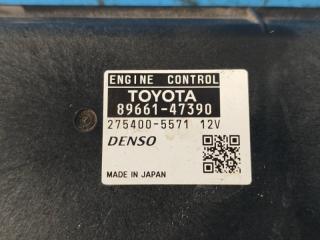 ENGINE CONTROL
TOYOTA
89661-47390
275400-5571 12V
DENSO
MADE IN JAPAN